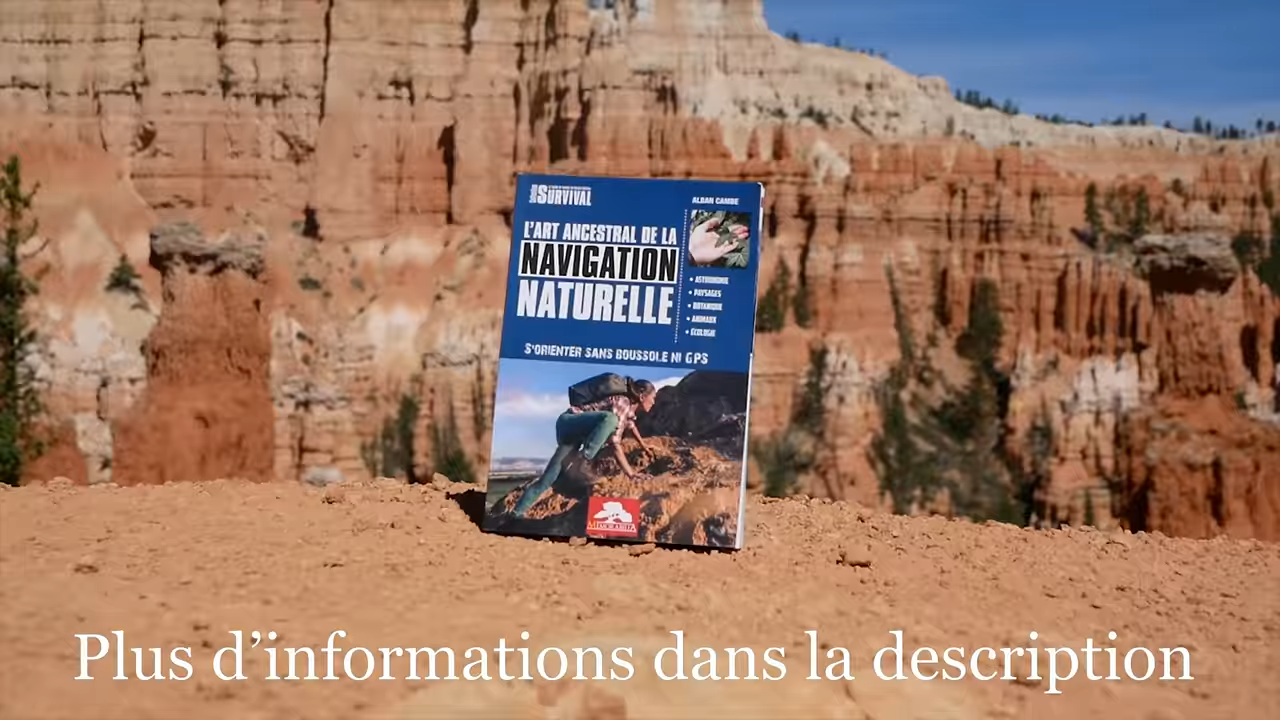 SURVIVAL
ALBAN CAMBE
L'ART ANCESTRAL DE LA
NAVIGATION
NATURELLE
• ASTRONOMIE
• PAYSAGES
• BOTANIQUE
• ANIMAUX
• ÉCOLOGIE
S'ORIENTER SANS BOUSSOLE NI GPS
MEMORABILIA
Plus d'informations dans la description